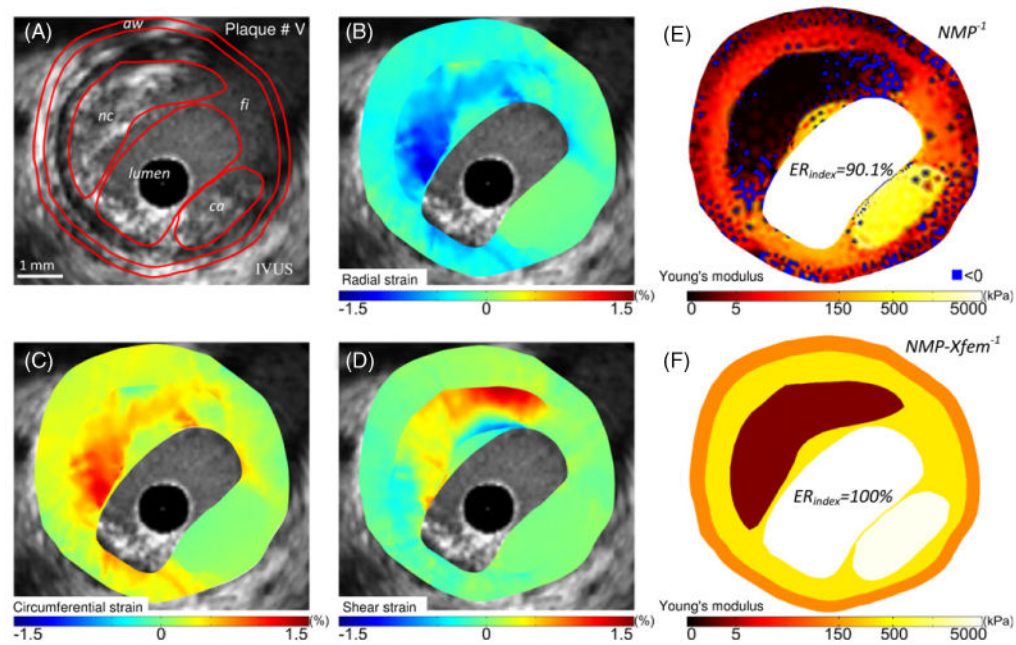 (A)
aw
Plaque # V
nc
fi
lumen
ca
1 mm
IVUS
(B)
Radial strain
(%)
-1.5 0 1.5
(E)
NMP-1
ERindex=90.1%
Young's modulus
<0
(kPa)
0 5 150 500 5000
(C)
Circumferential strain
(%)
-1.5 0 1.5
(D)
Shear strain
(%)
-1.5 0 1.5
(F)
NMP-Xfem-1
ERindex=100%
Young's modulus
(kPa)
0 5 150 500 5000